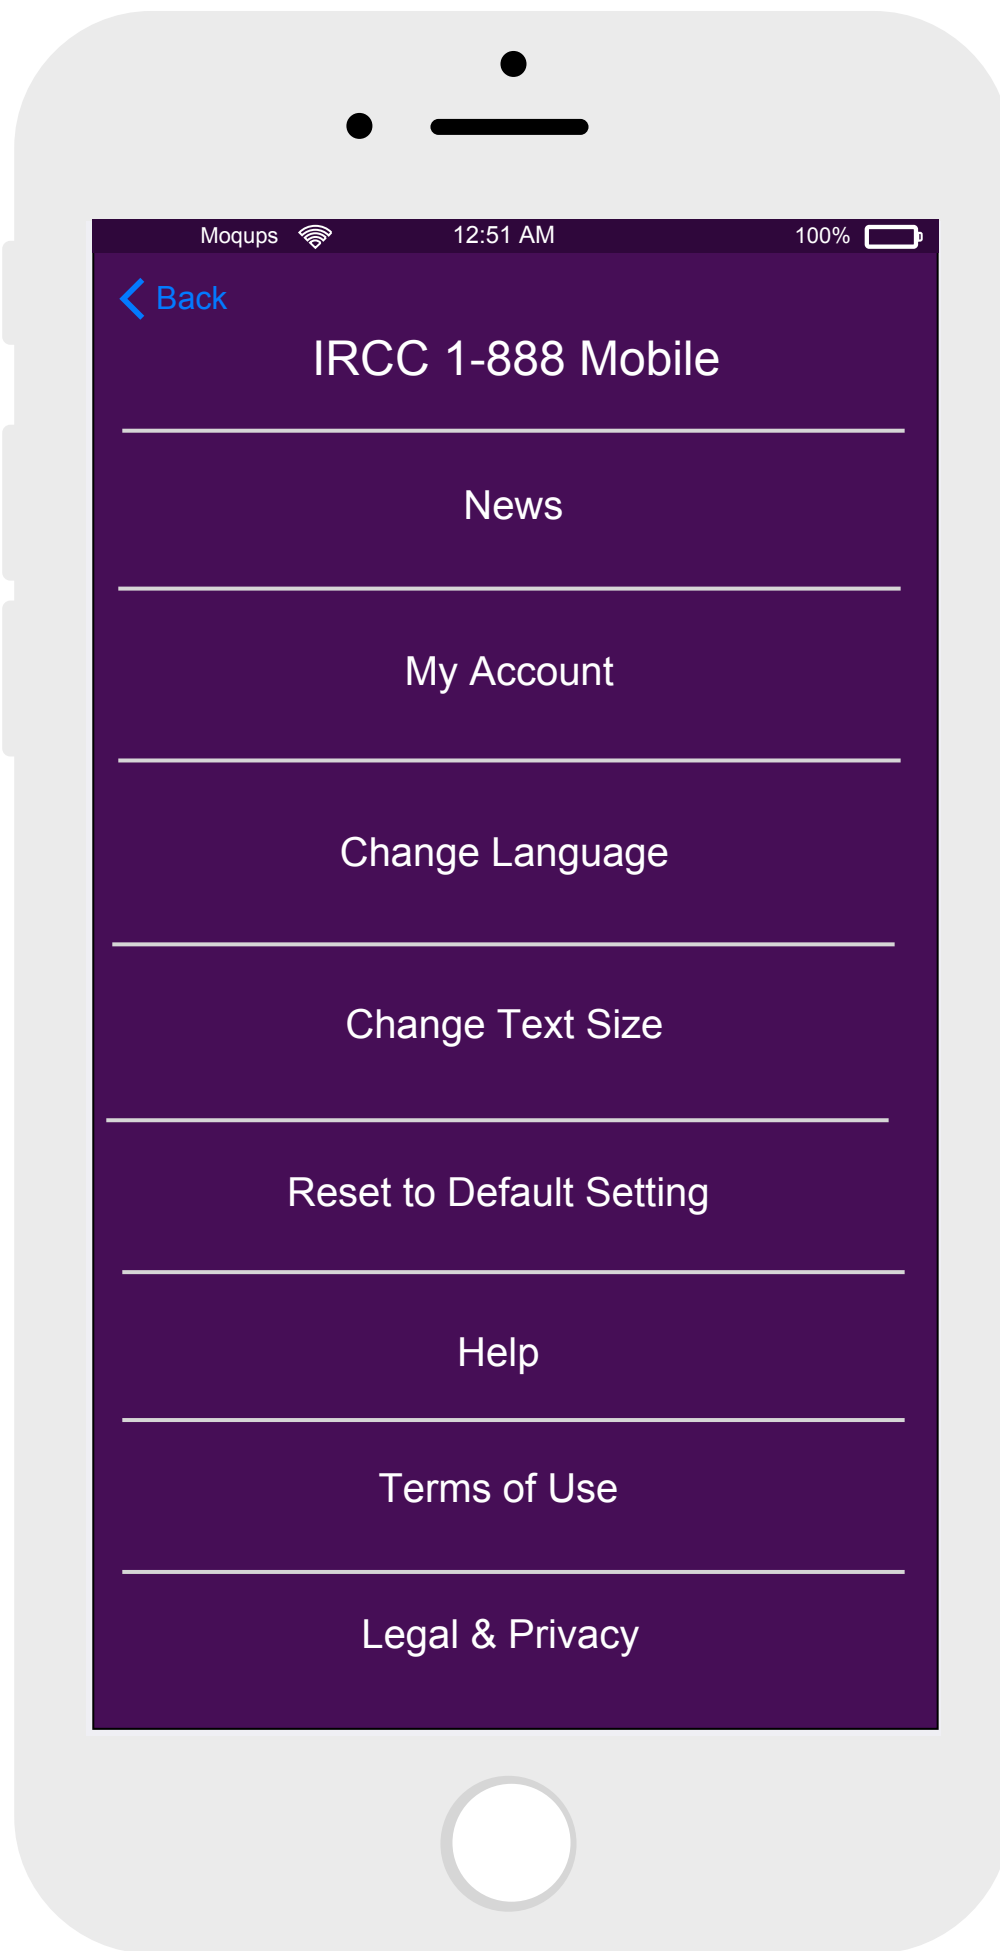 Moqups 12:51 AM 100%
Back
IRCC 1-888 Mobile
News
My Account
Change Language
Change Text Size
Reset to Default Setting
Help
Terms of Use
Legal & Privacy